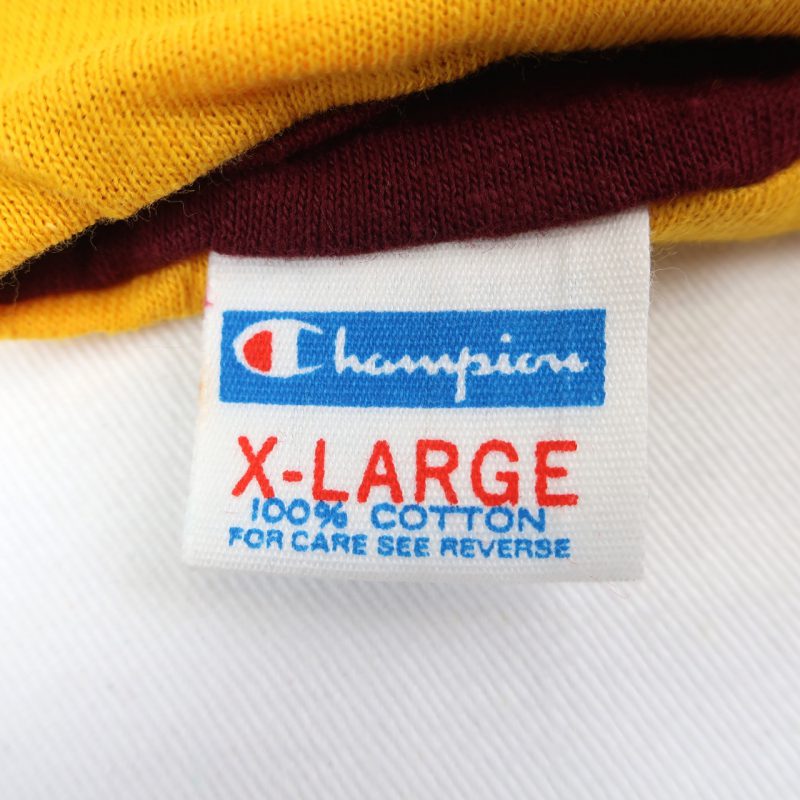 Champion
X-LARGE
100% COTTON
FOR CARE SEE REVERSE